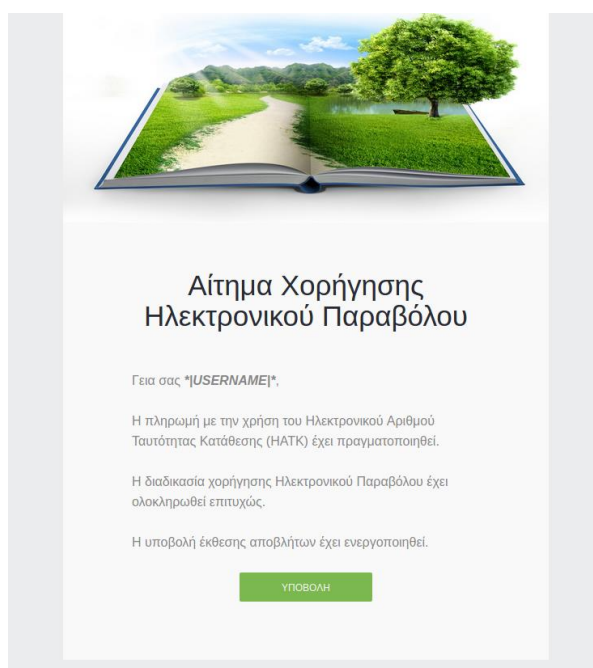 Αίτημα Χορήγησης
Ηλεκτρονικού Παραβόλου
Γεια σας *|USERNAME|*,
Η πληρωμή με την χρήση του Ηλεκτρονικού Αριθμού
Ταυτότητας Κατάθεσης (ΗΑΤΚ) έχει πραγματοποιηθεί.
Η διαδικασία χορήγησης Ηλεκτρονικού Παραβόλου έχει
ολοκληρωθεί επιτυχώς.
Η υποβολή έκθεσης αποβλήτων έχει ενεργοποιηθεί.
ΥΠΟΒΟΛΗ